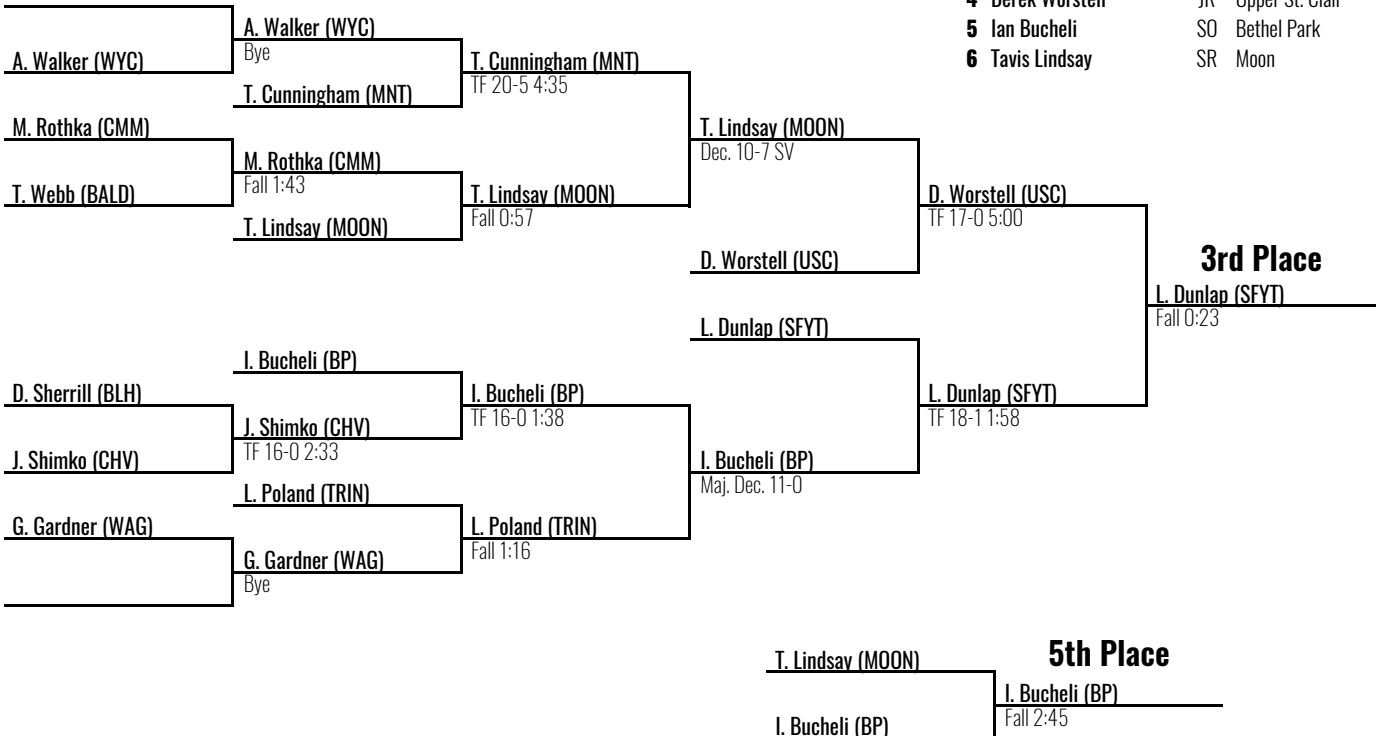 4 Derek Worstell JR Upper St. Clair
5 Ian Bucheli SO Bethel Park
6 Tavis Lindsay SR Moon
A. Walker (WYC)
A. Walker (WYC)
Bye
T. Cunningham (MNT)
T. Cunningham (MNT)
TF 20-5 4:35
M. Rothka (CMM)
T. Webb (BALD)
M. Rothka (CMM)
Fall 1:43
T. Lindsay (MOON)
T. Lindsay (MOON)
Fall 0:57
T. Lindsay (MOON)
Dec. 10-7 SV
D. Worstell (USC)
D. Worstell (USC)
TF 17-0 5:00
3rd Place
L. Dunlap (SFYT)
Fall 0:23
L. Dunlap (SFYT)
L. Dunlap (SFYT)
TF 18-1 1:58
I. Bucheli (BP)
D. Sherrill (BLH)
J. Shimko (CHV)
J. Shimko (CHV)
TF 16-0 2:33
I. Bucheli (BP)
TF 16-0 1:38
I. Bucheli (BP)
Maj. Dec. 11-0
L. Poland (TRIN)
G. Gardner (WAG)
G. Gardner (WAG)
Bye
L. Poland (TRIN)
Fall 1:16
5th Place
T. Lindsay (MOON)
I. Bucheli (BP)
I. Bucheli (BP)
Fall 2:45